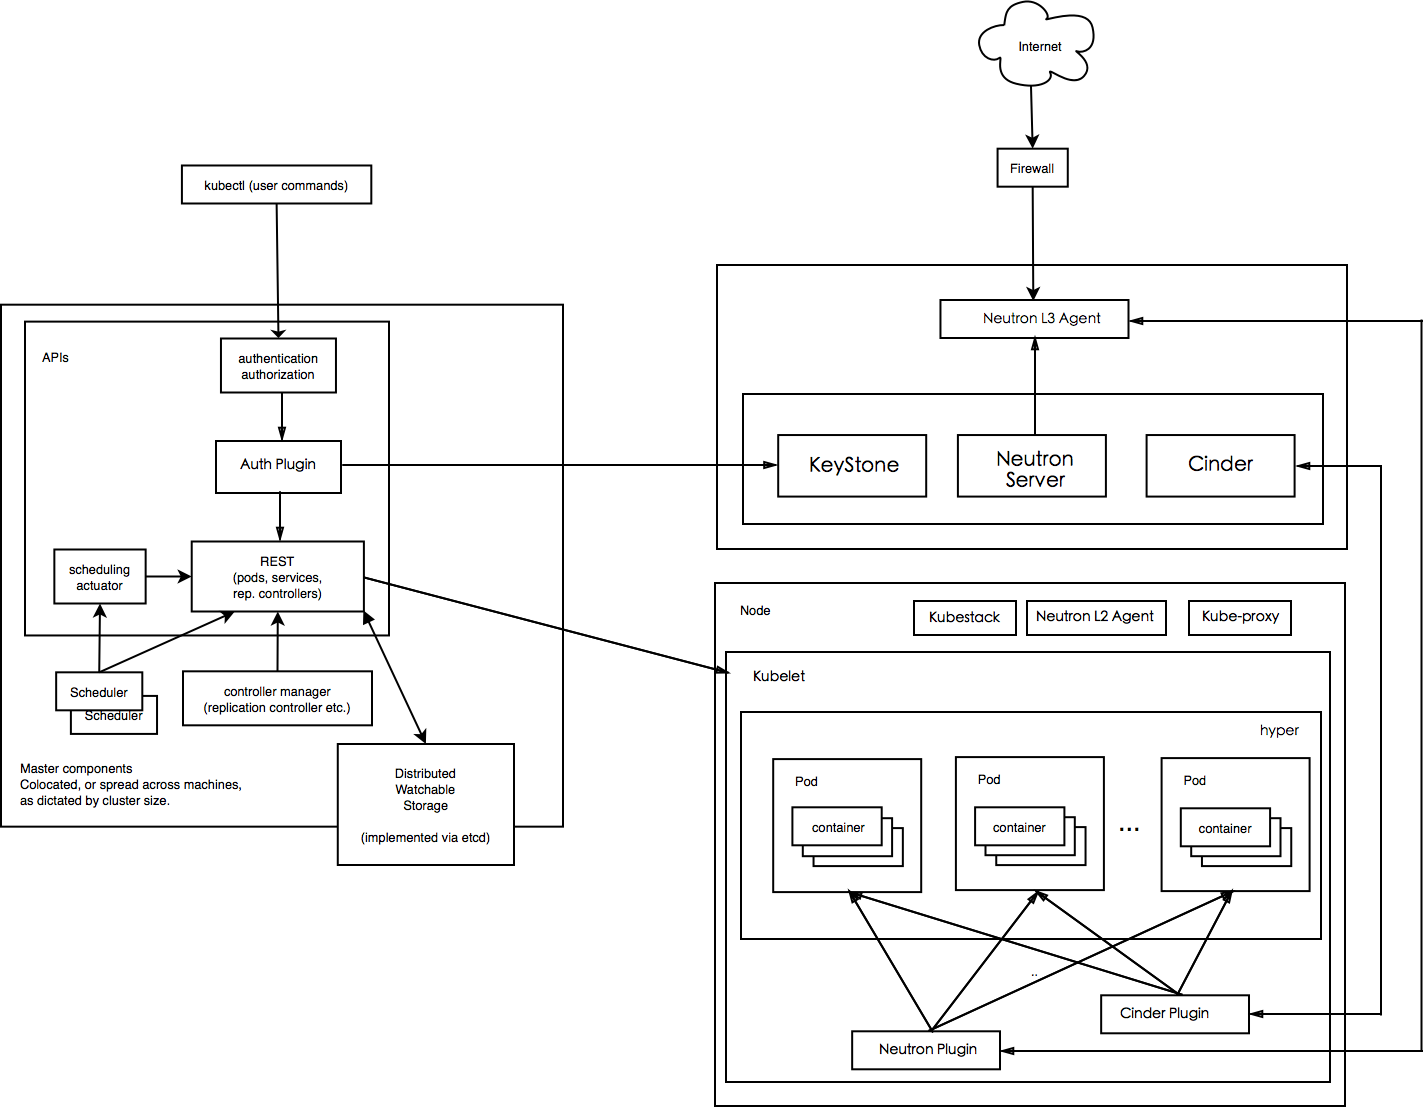 Internet
Firewall
kubectl (user commands)
Neutron L3 Agent
APIs
authentication
authorization
Auth Plugin
KeyStone
Neutron
Server
Cinder
REST
(pods, services,
rep. controllers)
scheduling
actuator
Scheduler
Scheduler
controller manager
(replication controller etc.)
Master components
Colocated, or spread across machines,
as dictated by cluster size.
Distributed
Watchable
Storage
(implemented via etcd)
Node
Kubestack
Neutron L2 Agent
Kube-proxy
Kubelet
hyper
Pod
container
Pod
container
...
Pod
container
..
Cinder Plugin
Neutron Plugin